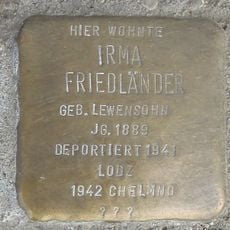 HIER WOHNTE
IRMA
FRIEDLÄNDER
GEB. LEWENSOHN
JG. 1889
DEPORTIERT 1941
LODZ
1942 CHELMNO
? ? ?